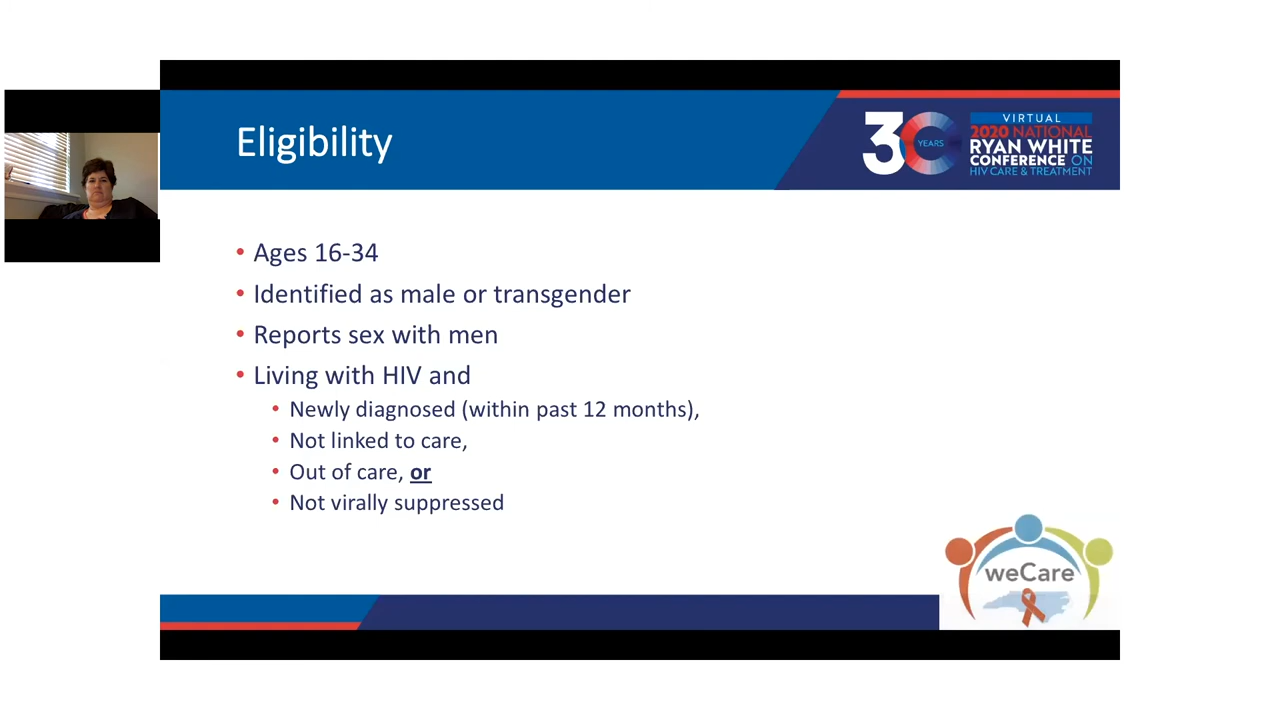 Eligibility
30 YEARS
VIRTUAL
2020 NATIONAL
RYAN WHITE
CONFERENCE ON
HIV CARE & TREATMENT
• Ages 16-34
• Identified as male or transgender
• Reports sex with men
• Living with HIV and
• Newly diagnosed (within past 12 months),
• Not linked to care,
• Out of care, or
• Not virally suppressed
weCare